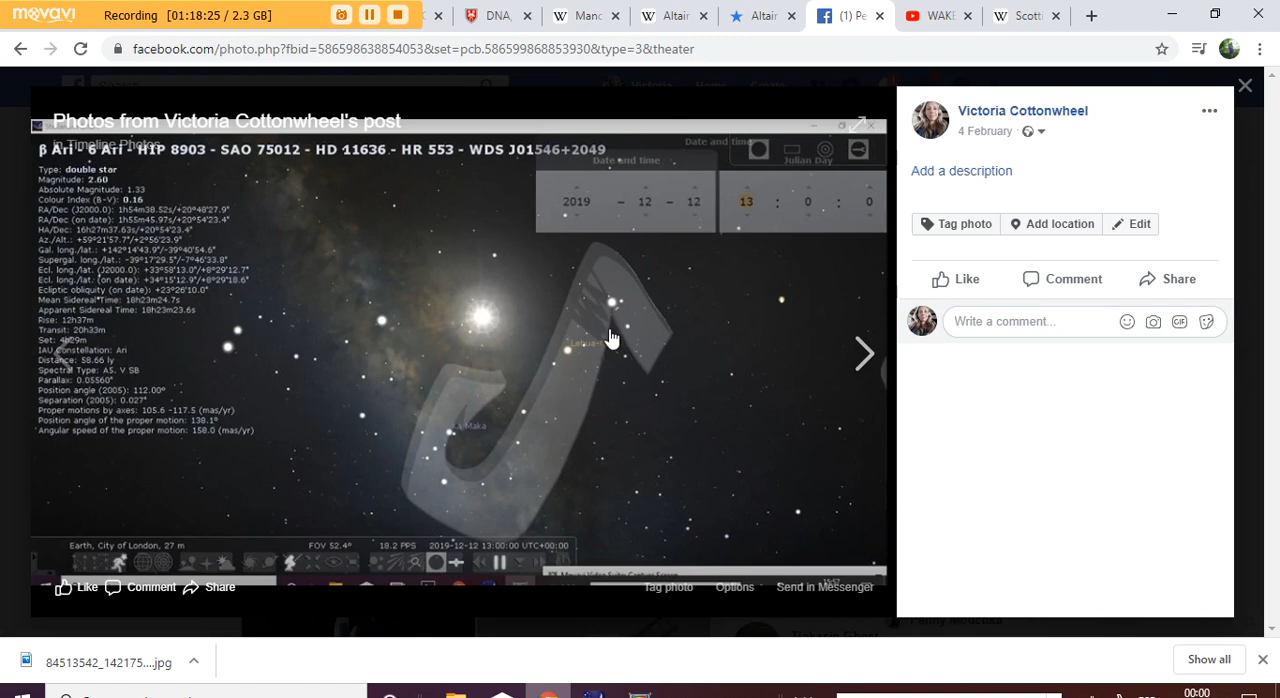 movavi Recording [01:18:25 / 2.3 GB]
DNA,
Manc
Altair
Altair
(1) Pe
WAKE
Scotti
facebook.com/photo.php?fbid=586598638854053&set=pcb.586599868853930&type=3&theater
Photos from Victoria Cottonwheel's post
in Timeline Photos
β Ari - 6 Ari - HIP 8903 - SAO 75012 - HD 11636 - HR 553 - WDS J01546+2049
Type: double star
Magnitude: 2.60
Absolute Magnitude: 1.33
Colour Index (B-V): 0.16
RA/Dec (J2000.0): 1h54m38.52s/+20°48'27.9"
RA/Dec (on date): 1h55m45.97s/+20°54'23.4"
HA/Dec: 16h27m37.63s/+20°54'23.4"
Az./Alt.: +59°21'57.7"/+2°56'23.9"
Gal. long./lat.: +142°14'43.9"/-39°40'54.6"
Supergal. long./lat.: -39°17'29.5"/-7°46'33.8"
Ecl. long./lat. (J2000.0): +33°58'13.0"/+8°29'12.7"
Ecl. long./lat. (on date): +34°15'12.9"/+8°29'18.6"
Ecliptic obliquity (on date): +23°26'10.0"
Mean Sidereal Time: 18h23m24.7s
Apparent Sidereal Time: 18h23m23.6s
Rise: 12h37m
Transit: 20h33m
Set: 4h29m
IAU Constellation: Ari
Distance: 58.66 ly
Spectral Type: A5. V SB
Parallax: 0.05560"
Position angle (2005): 112.00°
Separation (2005): 0.027"
Proper motions by axes: 105.6 -117.5 (mas/yr)
Position angle of the proper motion: 138.1°
Angular speed of the proper motion: 158.0 (mas/yr)
Date and time
Date and time
Julian Day
2019 - 12 - 12
13 : 0 : 0
Maka
Earth, City of London, 27 m
FOV 52.4°
18.2 FPS
2019-12-12 13:00:00 UTC+00:00
Like
Comment
Share
Tag photo
Options
Send in Messenger
Victoria Cottonwheel
4 February
Add a description
Tag photo
Add location
Edit
Like
Comment
Share
Write a comment...
GIF
84513542_142175....jpg
Show all
00:00